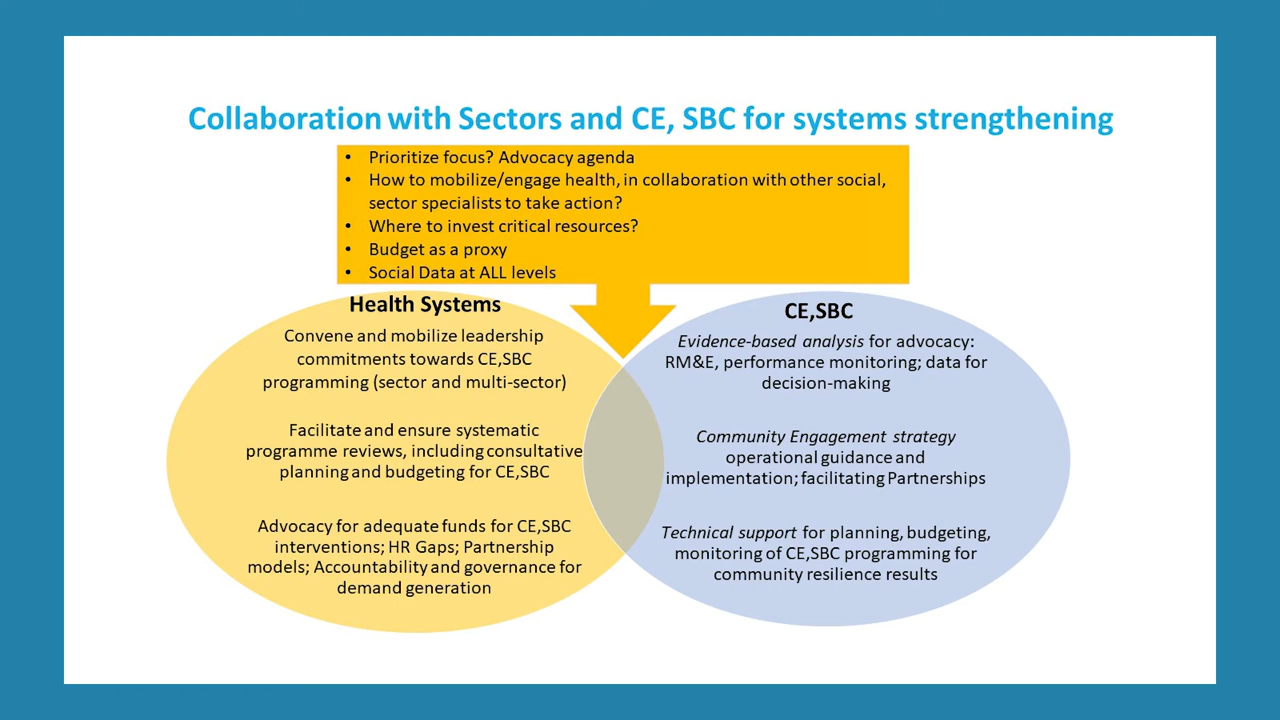 Collaboration with Sectors and CE, SBC for systems strengthening
• Prioritize focus? Advocacy agenda
• How to mobilize/engage health, in collaboration with other social,
sector specialists to take action?
• Where to invest critical resources?
• Budget as a proxy
• Social Data at ALL levels
Health Systems
Convene and mobilize leadership
commitments towards CE,SBC
programming (sector and multi-sector)
Facilitate and ensure systematic
programme reviews, including consultative
planning and budgeting for CE,SBC
Advocacy for adequate funds for CE,SBC
interventions; HR Gaps; Partnership
models; Accountability and governance for
demand generation
CE,SBC
Evidence-based analysis for advocacy:
RM&E, performance monitoring; data for
decision-making
Community Engagement strategy
operational guidance and
implementation; facilitating Partnerships
Technical support for planning, budgeting,
monitoring of CE,SBC programming for
community resilience results